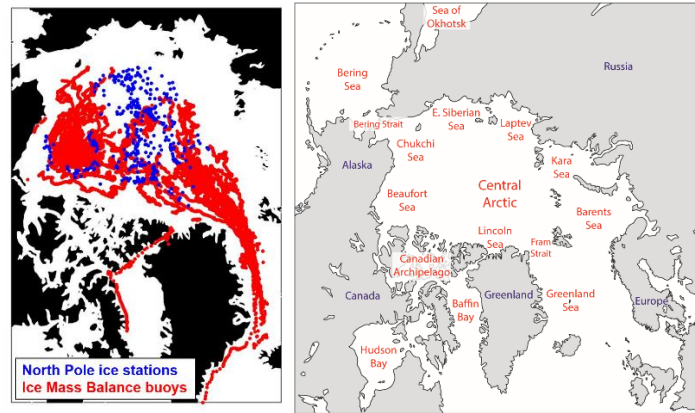 North Pole ice stations
Ice Mass Balance buoys
Sea of
Okhotsk
Russia
Bering
Sea
E. Siberian
Sea
Laptev
Sea
Bering Strait
Chukchi
Sea
Alaska
Kara
Sea
Central
Arctic
Beaufort
Sea
Barents
Sea
Lincoln
Sea
Fram
Strait
Canadian
Archipelago
Canada
Baffin
Bay
Greenland
Greenland
Sea
Europe
Hudson
Bay